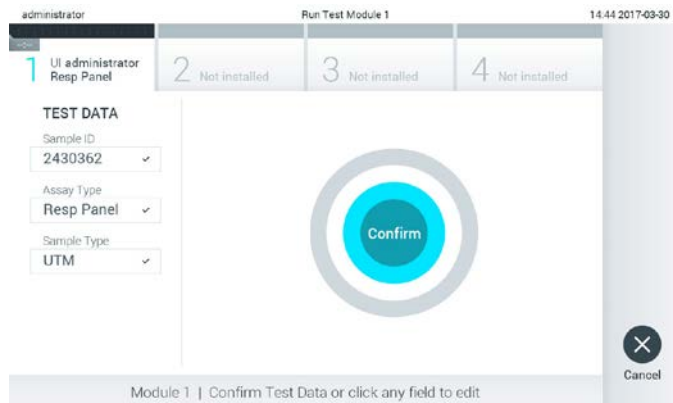 administrator Run Test Module 1 14:44 2017-03-30
1 UI administrator
Resp Panel
2 Not installed
3 Not installed
4 Not installed
TEST DATA
Sample ID
2430362
Assay Type
Resp Panel
Sample Type
UTM
Confirm
Cancel
Module 1 | Confirm Test Data or click any field to edit